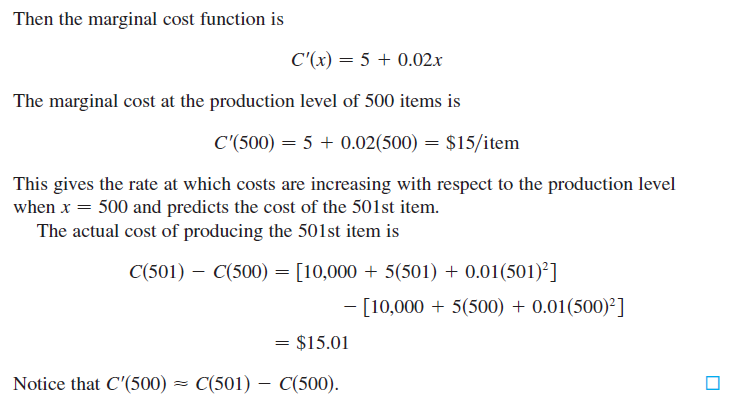 Then the marginal cost function is
C'(x) = 5 + 0.02x
The marginal cost at the production level of 500 items is
C'(500) = 5 + 0.02(500) = $15/item
This gives the rate at which costs are increasing with respect to the production level
when x = 500 and predicts the cost of the 501st item.
The actual cost of producing the 501st item is
C(501) − C(500) = [10,000 + 5(501) + 0.01(501)²]
− [10,000 + 5(500) + 0.01(500)²]
= $15.01
Notice that C'(500) ≈ C(501) − C(500).